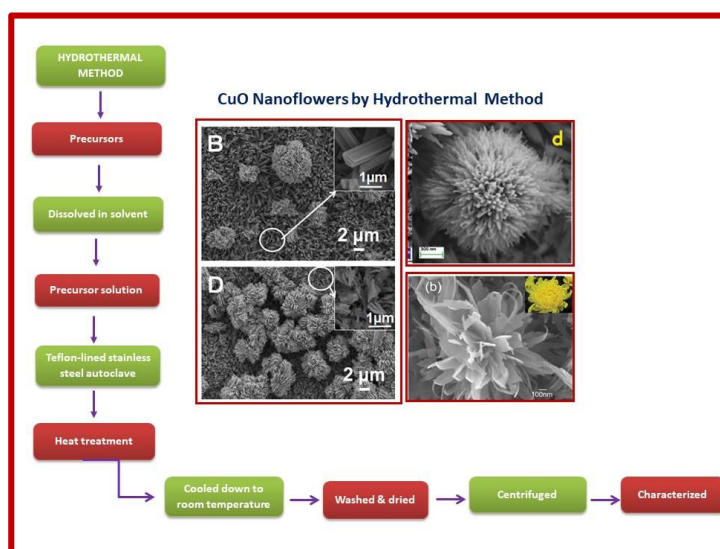 HYDROTHERMAL
METHOD
Precursors
Dissolved in solvent
Precursor solution
Teflon-lined stainless
steel autoclave
Heat treatment
Cooled down to
room temperature
Washed & dried
Centrifuged
Characterized
CuO Nanoflowers by Hydrothermal Method
B
1μm
2 μm
d
D
1μm
2 μm
(b)
100nm